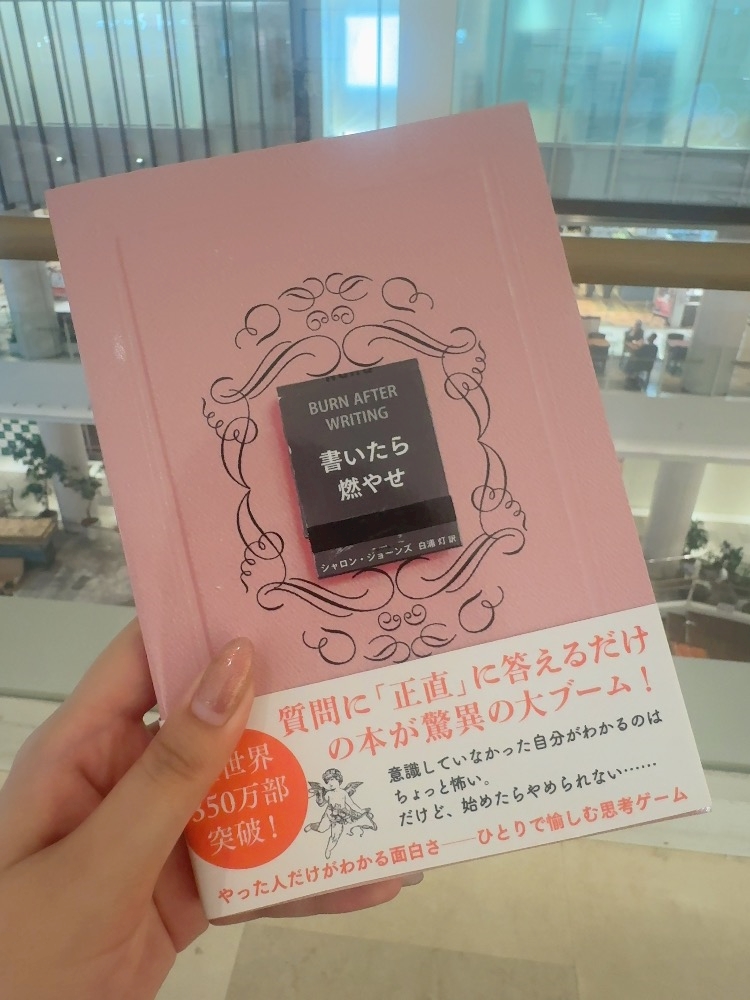 BURN AFTER
WRITING
書いたら
燃やせ
シャロン・ジョーンズ 白湯 灯 訳
質問に「正直」に答えるだけ
の本が驚異の大ブーム！
世界
50万部
突破！
意識していなかった自分がわかるのは
ちょっと怖い。
だけど、始めたらやめられない……
やった人だけがわかる面白さ──ひとりで愉しむ思考ゲーム